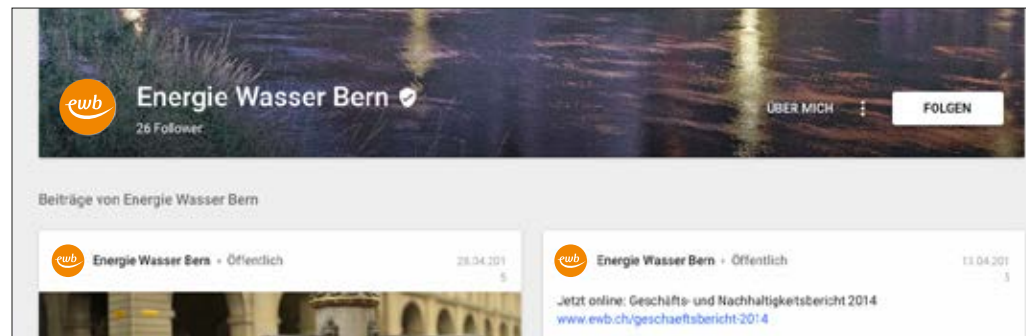 ewb
Energie Wasser Bern
26 Follower
ÜBER MICH
FOLGEN
Beiträge von Energie Wasser Bern
ewb
Energie Wasser Bern • Öffentlich
28.04.201
5
ewb
Energie Wasser Bern • Öffentlich
13.04.201
5
Jetzt online: Geschäfts- und Nachhaltigkeitsbericht 2014
www.ewb.ch/geschaeftsbericht-2014